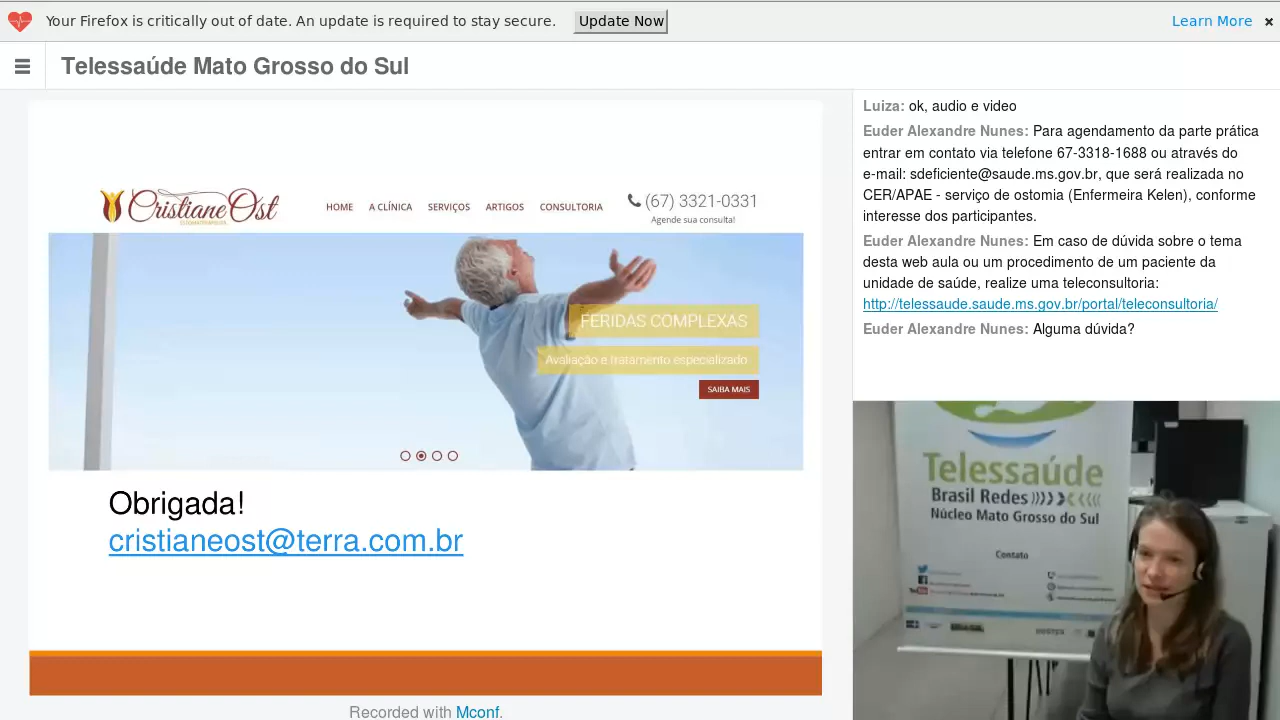 Your Firefox is critically out of date. An update is required to stay secure. Update Now Learn More ×
Telessaúde Mato Grosso do Sul
CristianeOst
HOME A CLÍNICA SERVIÇOS ARTIGOS CONSULTORIA
(67) 3321-0331
Agende sua consulta!
FERIDAS COMPLEXAS
Avaliação e tratamento especializado
SAIBA MAIS
Obrigada!
cristianeost@terra.com.br
Recorded with Mconf.
Luiza: ok, audio e video
Euder Alexandre Nunes: Para agendamento da parte prática
entrar em contato via telefone 67-3318-1688 ou através do
e-mail: sdeficiente@saude.ms.gov.br, que será realizada no
CER/APAE - serviço de ostomia (Enfermeira Kelen), conforme
interesse dos participantes.
Euder Alexandre Nunes: Em caso de dúvida sobre o tema
desta web aula ou um procedimento de um paciente da
unidade de saúde, realize uma teleconsultoria:
http://telessaude.saude.ms.gov.br/portal/teleconsultoria/
Euder Alexandre Nunes: Alguma dúvida?
Telessaúde
Brasil Redes
Núcleo Mato Grosso do Sul
Contato